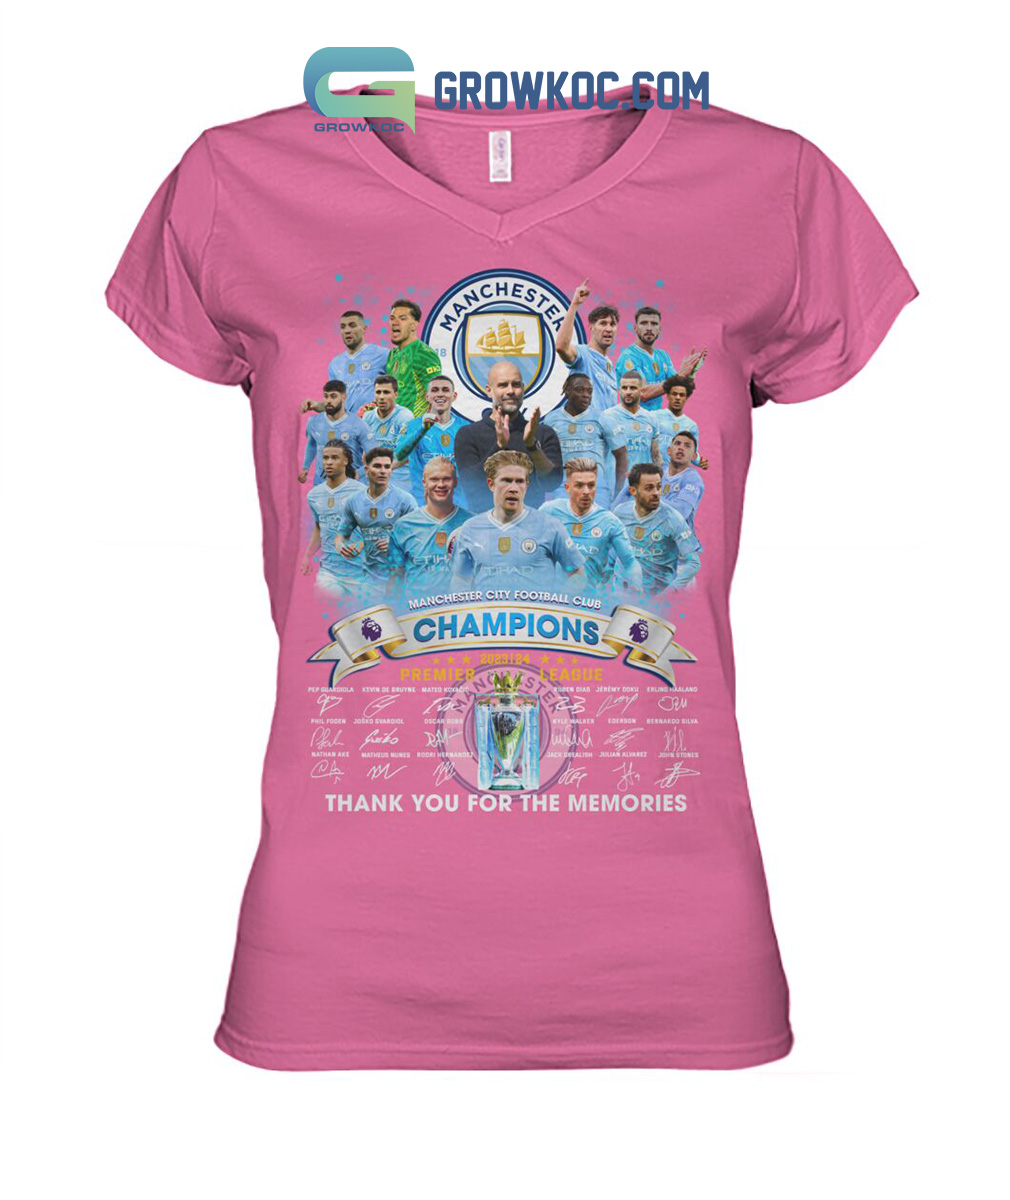 GROWKOC.COM
GROWKOC
MANCHESTER
18
MANCHESTER CITY FOOTBALL CLUB
CHAMPIONS
2023|24
PREMIER LEAGUE
PEP GUARDIOLA KEVIN DE BRUYNE MATEO KOVACIC RUBEN DIAS JÉRÉMY DOKU ERLING HAALAND
PHIL FODEN JOŠKO GVARDIOL OSCAR BOBB KYLE WALKER EDERSON BERNARDO SILVA
NATHAN AKE MATHEUS NUNES RODRI HERNANDEZ JACK GREALISH JULIAN ALVAREZ JOHN STONES
THANK YOU FOR THE MEMORIES